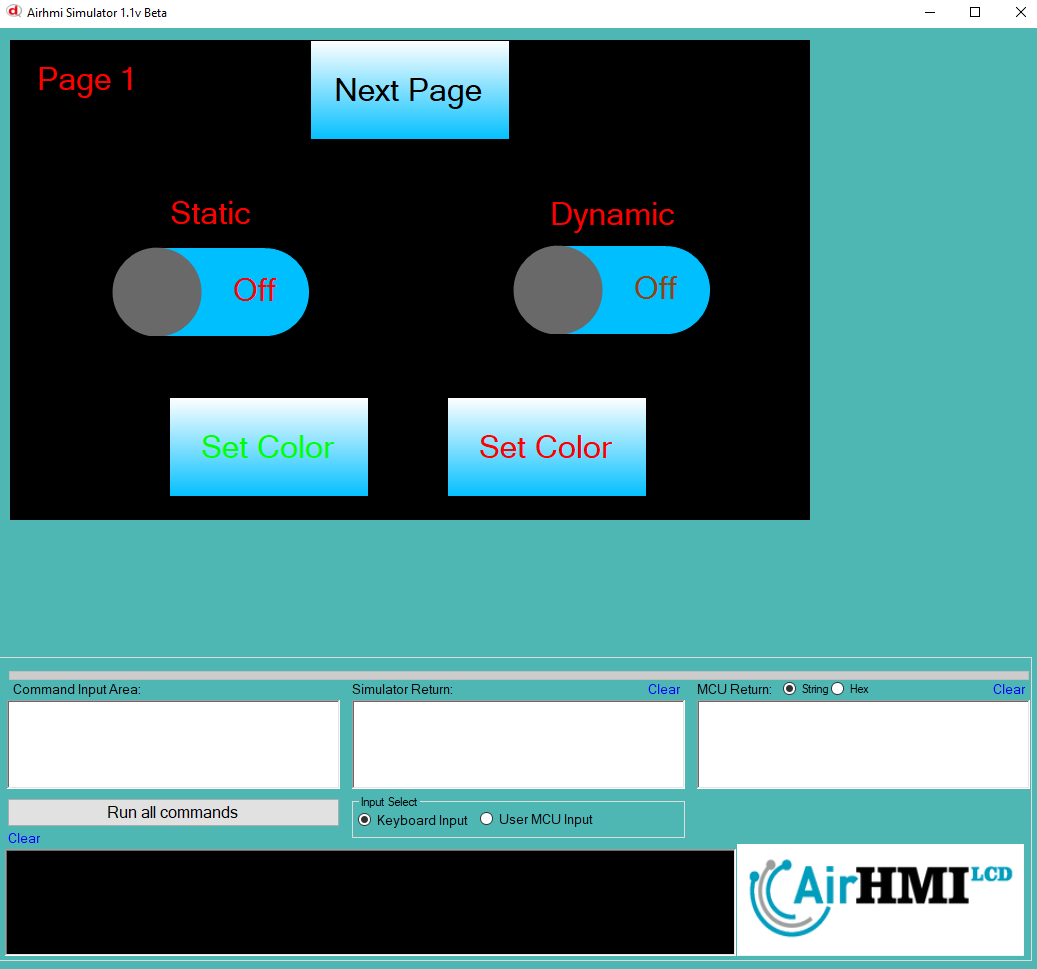 Airhmi Simulator 1.1v Beta
Page 1
Next Page
Static
Dynamic
Off
Off
Set Color
Set Color
Command Input Area:
Simulator Return:
Clear
MCU Return:
String
Hex
Clear
Run all commands
Input Select
Keyboard Input
User MCU Input
Clear
AirHMI LCD